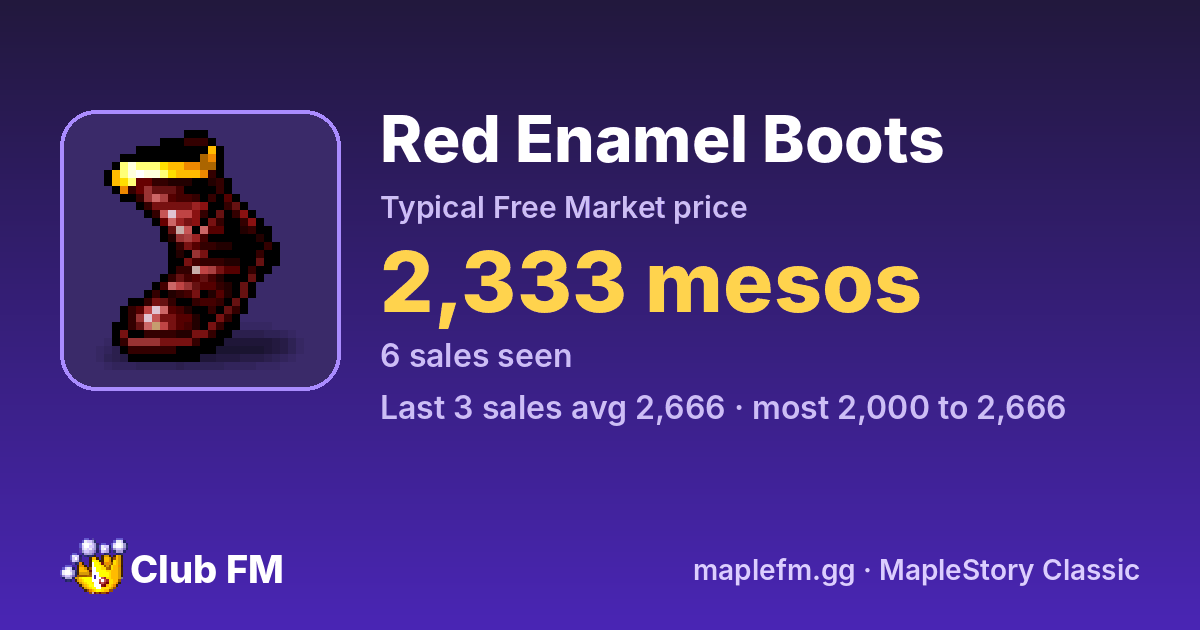 Red Enamel Boots
Typical Free Market price
2,333 mesos
6 sales seen
Last 3 sales avg 2,666 · most 2,000 to 2,666
Club FM
maplefm.gg · MapleStory Classic